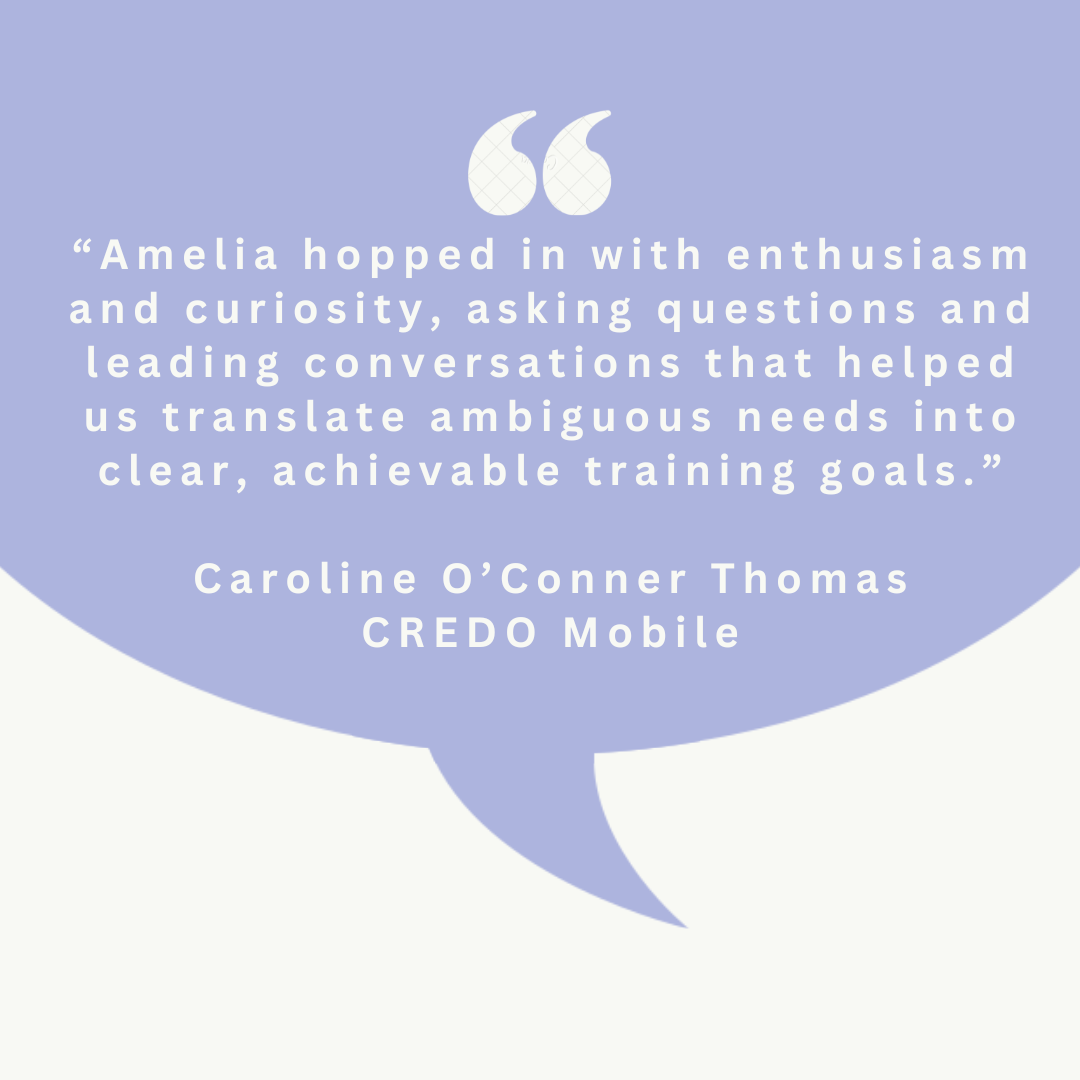 “Amelia hopped in with enthusiasm
and curiosity, asking questions and
leading conversations that helped
us translate ambiguous needs into
clear, achievable training goals.”
Caroline O’Conner Thomas
CREDO Mobile